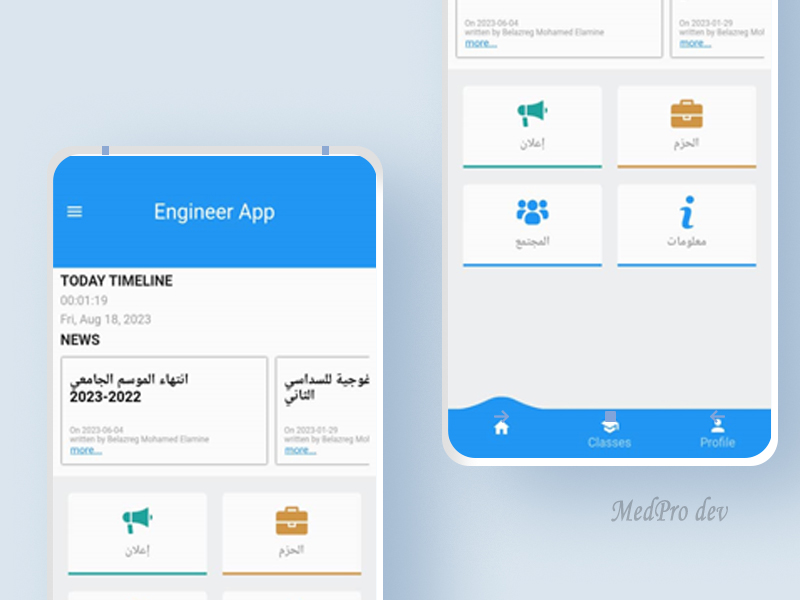 Engineer App
TODAY TIMELINE
00:01:19
Fri, Aug 18, 2023
NEWS
انتهاء الموسم الجامعي
2023-2022
On 2023-06-04
written by Belazreg Mohamed Elamine
more...
غوجية للسداسي
الثاني
On 2023-01-29
written by Belazreg Mol
more...
إعلان
الحزم
On 2023-06-04
written by Belazreg Mohamed Elamine
more...
On 2023-01-29
written by Belazreg Mol
more...
إعلان
الحزم
المجتمع
معلومات
Classes
Profile
MedPro dev